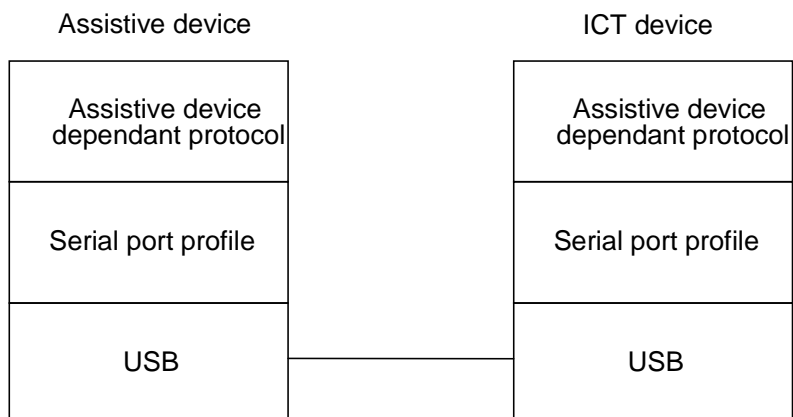 Assistive device
ICT device
Assistive device
dependant protocol
Assistive device
dependant protocol
Serial port profile
Serial port profile
USB
USB